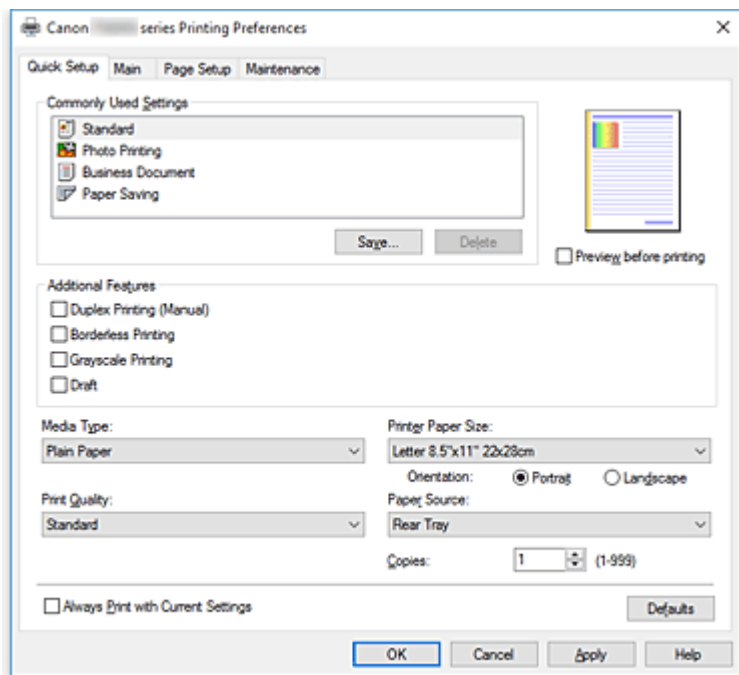 Canon series Printing Preferences
Quick Setup Main Page Setup Maintenance
Commonly Used Settings
Standard
Photo Printing
Business Document
Paper Saving
Save... Delete
Preview before printing
Additional Features
Duplex Printing (Manual)
Borderless Printing
Grayscale Printing
Draft
Media Type: Printer Paper Size:
Plain Paper Letter 8.5"x11" 22x28cm
Orientation: Portrait Landscape
Print Quality: Paper Source:
Standard Rear Tray
Copies: 1 (1-999)
Always Print with Current Settings Defaults
OK Cancel Apply Help